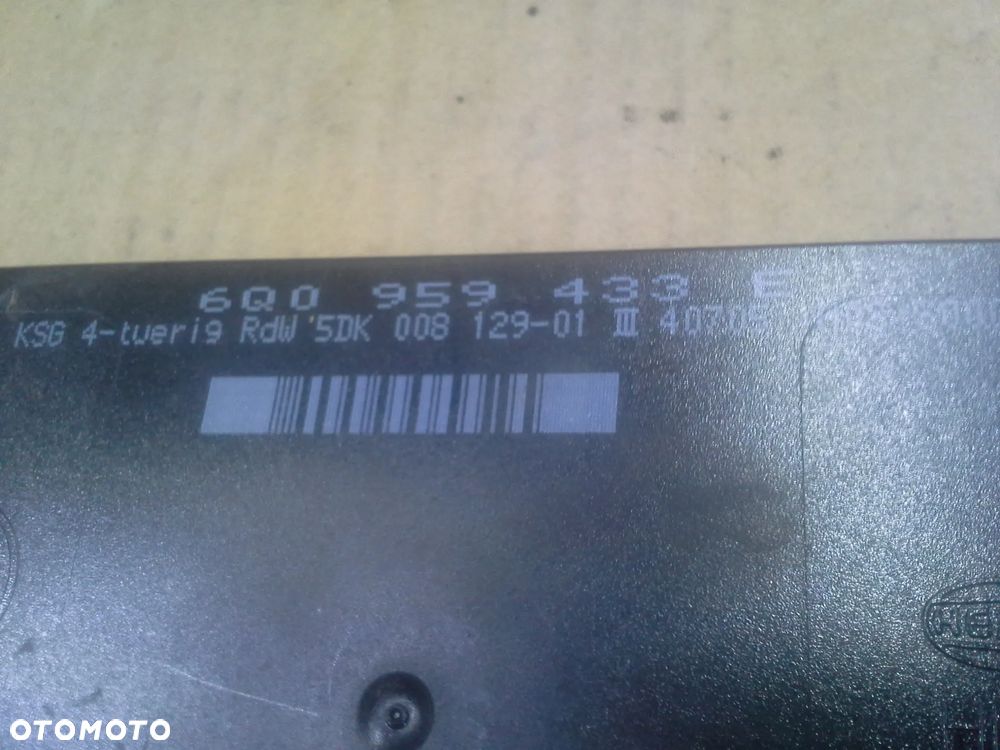 6Q0 959 433 E
KSG 4-tuerig RdW 5DK 008 129-01 III
OTOMOTO